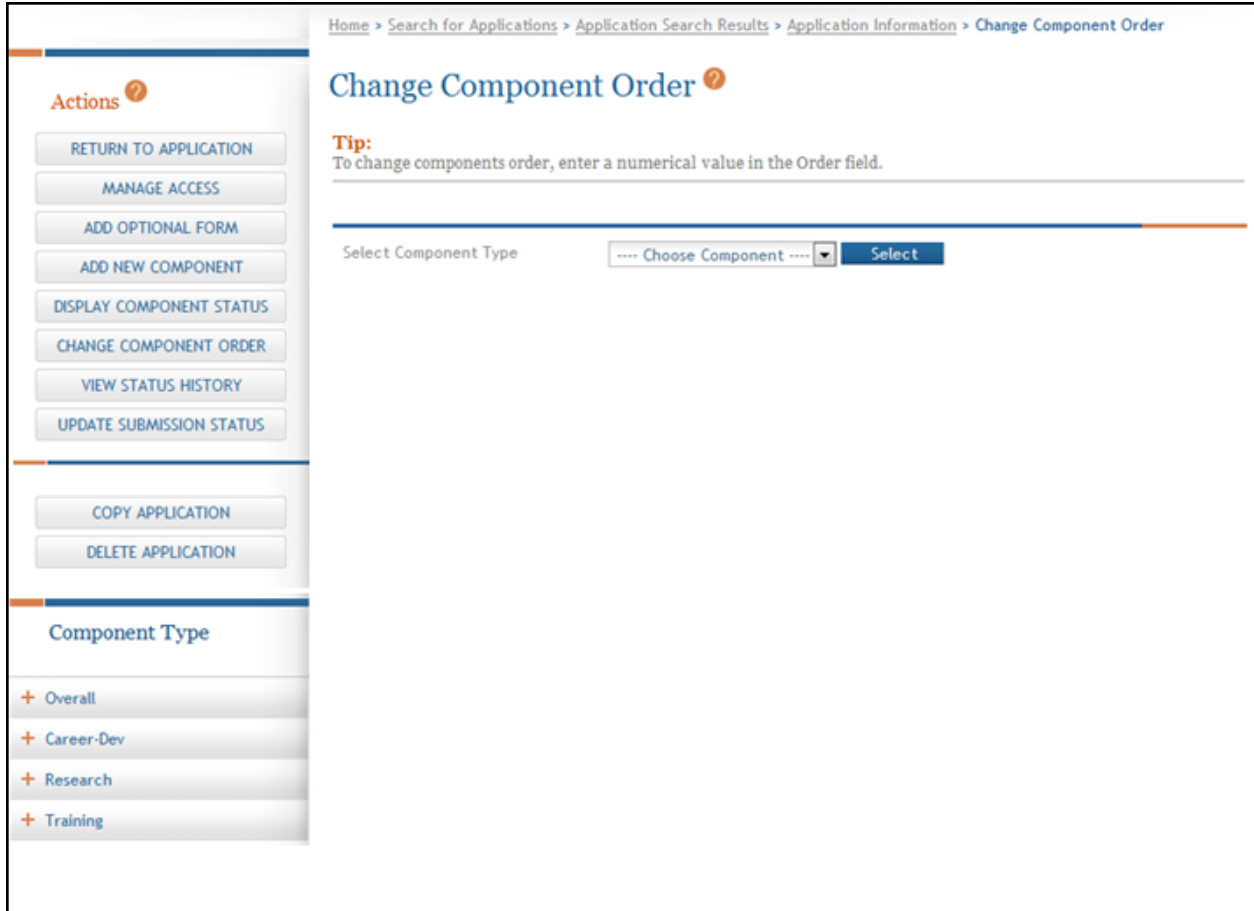 Home > Search for Applications > Application Search Results > Application Information > Change Component Order
Actions ?
RETURN TO APPLICATION
MANAGE ACCESS
ADD OPTIONAL FORM
ADD NEW COMPONENT
DISPLAY COMPONENT STATUS
CHANGE COMPONENT ORDER
VIEW STATUS HISTORY
UPDATE SUBMISSION STATUS
COPY APPLICATION
DELETE APPLICATION
Component Type
+ Overall
+ Career-Dev
+ Research
+ Training
Change Component Order ?
Tip:
To change components order, enter a numerical value in the Order field.
Select Component Type ---- Choose Component ---- Select